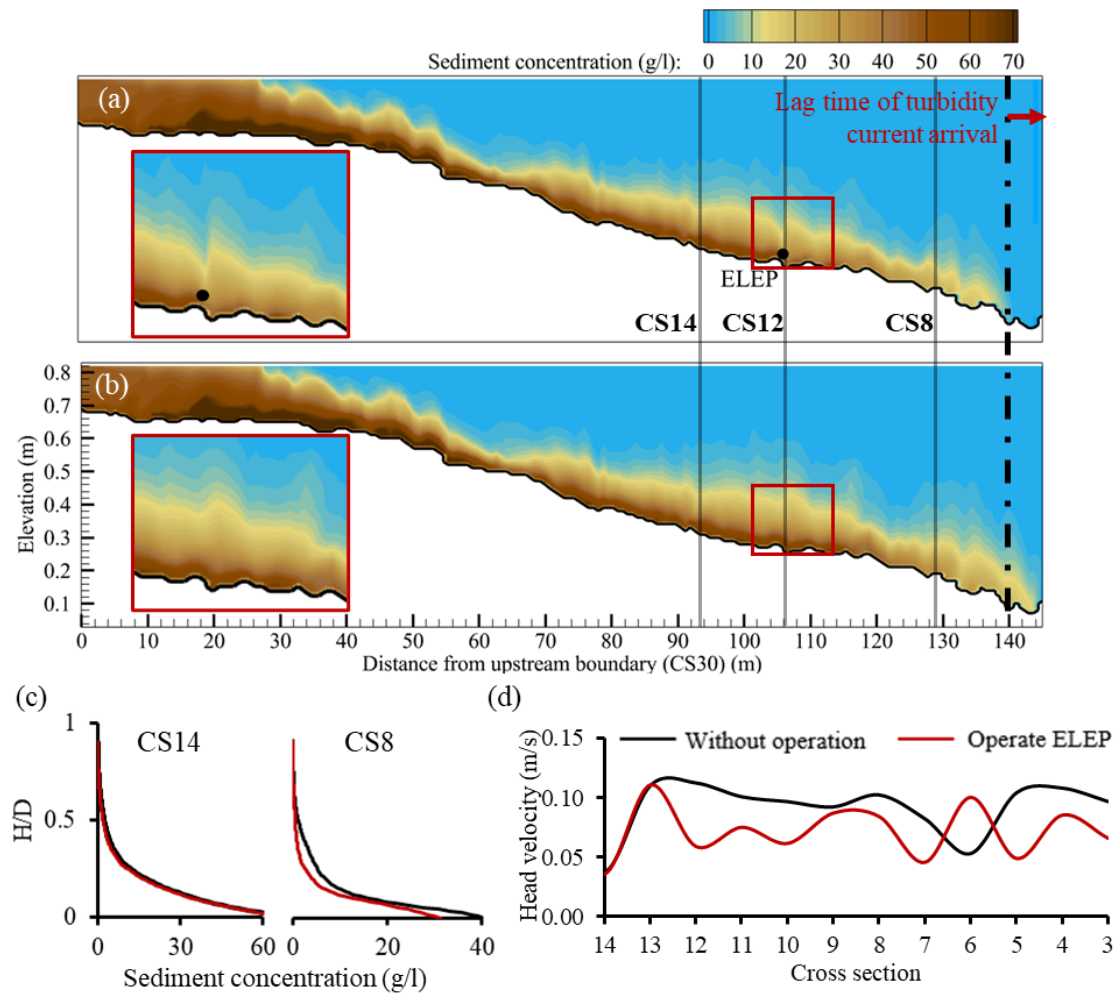 Sediment concentration (g/l): 0 10 20 30 40 50 60 70
(a)
Lag time of turbidity
current arrival
ELEP
CS14 CS12 CS8
(b)
0.8
0.7
0.6
0.5
0.4
0.3
0.2
0.1
Elevation (m)
0 10 20 30 40 50 60 70 80 90 100 110 120 130 140
Distance from upstream boundary (CS30) (m)
(c)
CS14 CS8
1
0.5
0
H/D
0 30 60 0 20 40
Sediment concentration (g/l)
(d)
Without operation Operate ELEP
0.15
0.10
0.05
0.00
Head velocity (m/s)
14 13 12 11 10 9 8 7 6 5 4 3
Cross section